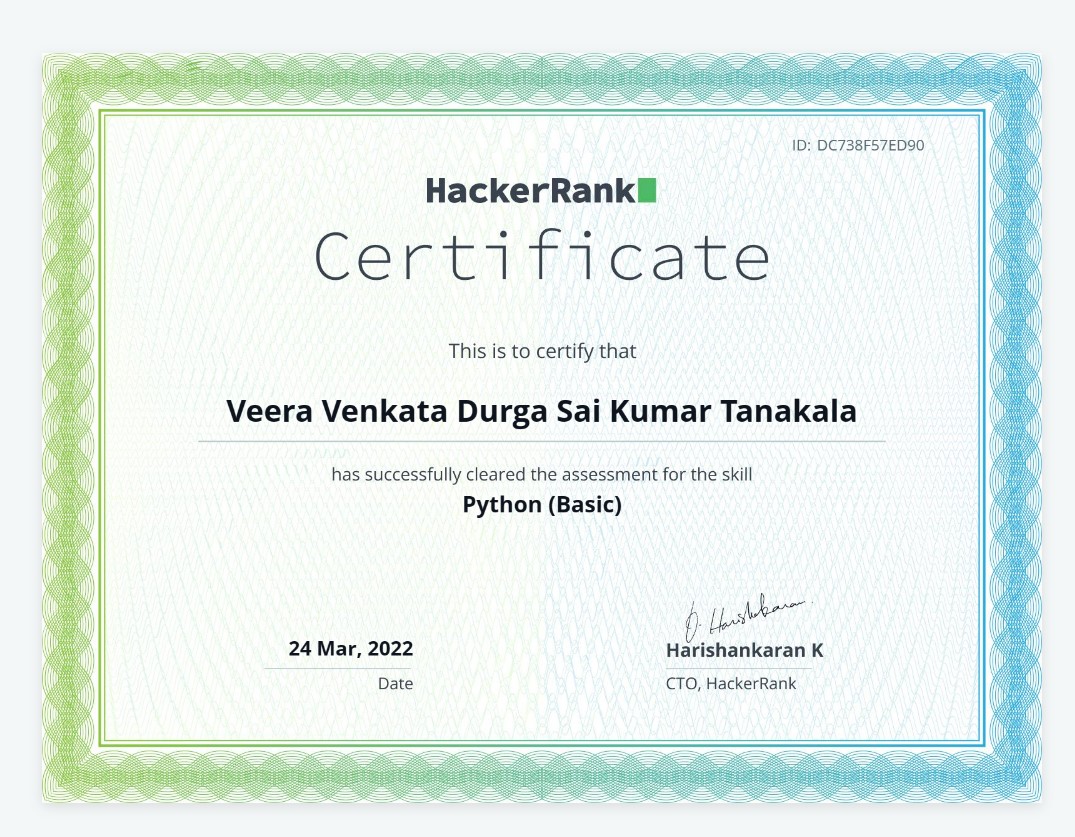 ID: DC738F57ED90
HackerRank
Certificate
This is to certify that
Veera Venkata Durga Sai Kumar Tanakala
has successfully cleared the assessment for the skill
Python (Basic)
O. Harishakaran
24 Mar, 2022
Harishankaran K
Date
CTO, HackerRank